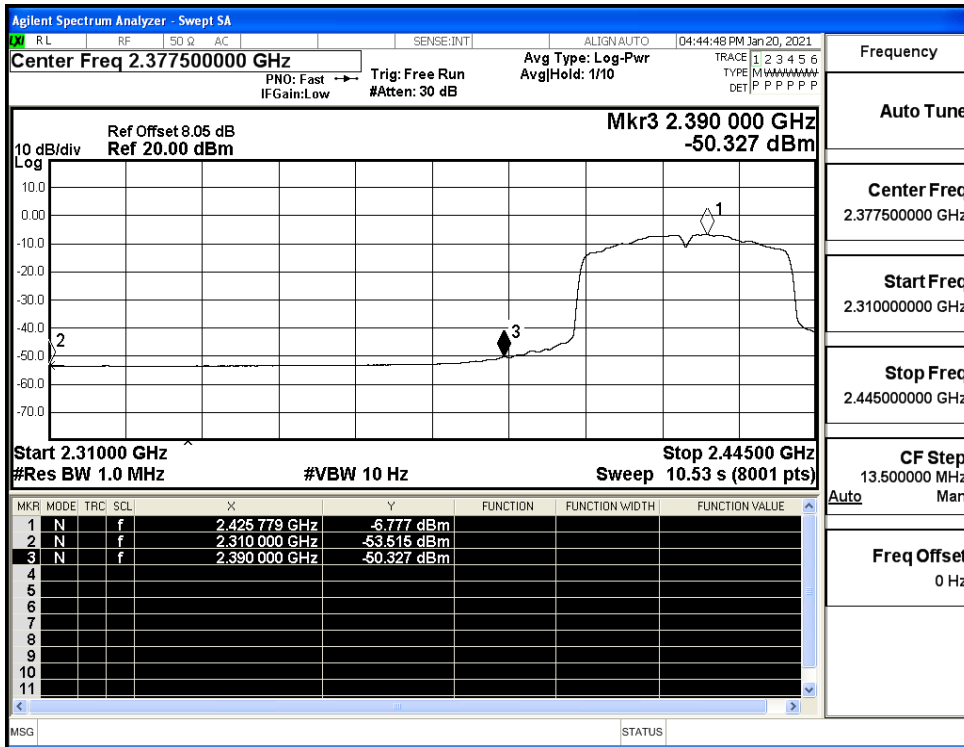 Agilent Spectrum Analyzer - Swept SA
LXI RL RF 50 Ω AC SENSE:INT ALIGN AUTO 04:44:48 PM Jan 20, 2021
Center Freq 2.377500000 GHz
PNO: Fast
IFGain:Low
Trig: Free Run
#Atten: 30 dB
Avg Type: Log-Pwr
Avg|Hold: 1/10
TRACE 1 2 3 4 5 6
TYPE M WWWWW
DET P P P P P P
Ref Offset 8.05 dB
10 dB/div Ref 20.00 dBm
Log
Mkr3 2.390 000 GHz
-50.327 dBm
10.0
0.00
-10.0
-20.0
-30.0
-40.0
-50.0
-60.0
-70.0
1
2
3
Start 2.31000 GHz Stop 2.44500 GHz
#Res BW 1.0 MHz #VBW 10 Hz Sweep 10.53 s (8001 pts)
MKR MODE TRC SCL X Y FUNCTION FUNCTION WIDTH FUNCTION VALUE
1 N f 2.425 779 GHz -6.777 dBm
2 N f 2.310 000 GHz -53.515 dBm
3 N f 2.390 000 GHz -50.327 dBm
4
5
6
7
8
9
10
11
MSG STATUS
Frequency
Auto Tune
Center Freq
2.377500000 GHz
Start Freq
2.310000000 GHz
Stop Freq
2.445000000 GHz
CF Step
13.500000 MHz
Auto Man
Freq Offset
0 Hz